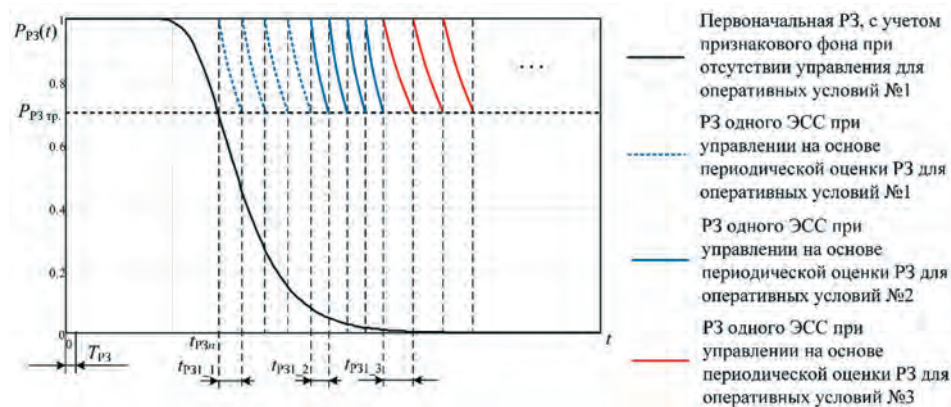 P_РЗ(t)
1
0.8
P_РЗ тр.
0.6
0.4
0.2
0
0
t
T_РЗ
t_РЗп
t_РЗ1_1
t_РЗ1_2
t_РЗ1_3
....
Первоначальная РЗ, с учетом
признакового фона при
отсутствии управления для
оперативных условий №1
РЗ одного ЭСС при
управлении на основе
периодической оценки РЗ для
оперативных условий №1
РЗ одного ЭСС при
управлении на основе
периодической оценки РЗ для
оперативных условий №2
РЗ одного ЭСС при
управлении на основе
периодической оценки РЗ для
оперативных условий №3